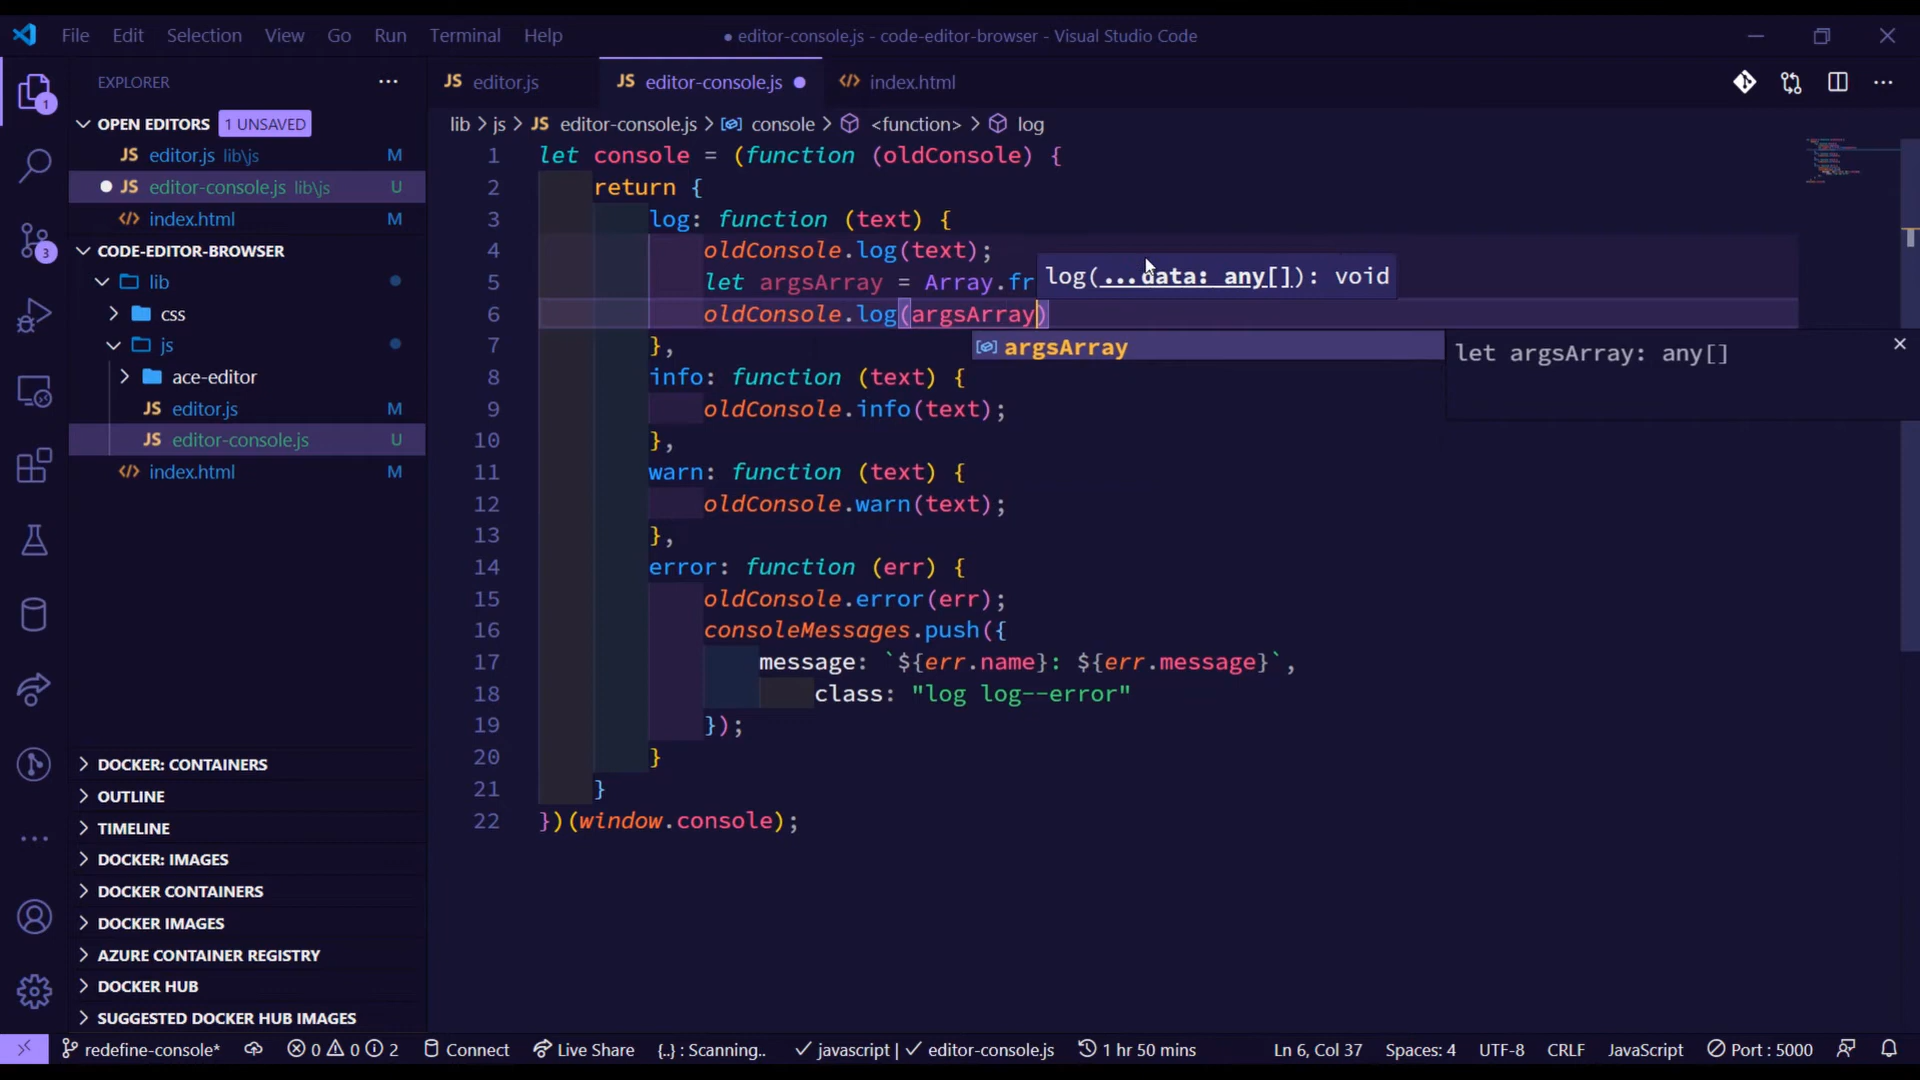 File Edit Selection View Go Run Terminal Help
● editor-console.js - code-editor-browser - Visual Studio Code
EXPLORER
OPEN EDITORS 1 UNSAVED
JS editor.js lib\js M
JS editor-console.js lib\js U
</> index.html M
CODE-EDITOR-BROWSER
lib
css
js
ace-editor
JS editor.js M
JS editor-console.js U
</> index.html M
DOCKER: CONTAINERS
OUTLINE
TIMELINE
DOCKER: IMAGES
DOCKER CONTAINERS
DOCKER IMAGES
AZURE CONTAINER REGISTRY
DOCKER HUB
SUGGESTED DOCKER HUB IMAGES
1
3
JS editor.js JS editor-console.js ● </> index.html
lib > js > JS editor-console.js > console > <function> > log
1 let console = (function (oldConsole) {
2 return {
3 log: function (text) {
4 oldConsole.log(text);
5 let argsArray = Array.fr
6 oldConsole.log(argsArray)
7 },
8 info: function (text) {
9 oldConsole.info(text);
10 },
11 warn: function (text) {
12 oldConsole.warn(text);
13 },
14 error: function (err) {
15 oldConsole.error(err);
16 consoleMessages.push({
17 message: `${err.name}: ${err.message}`,
18 class: "log log--error"
19 });
20 }
21 }
22 })(window.console);
log(...data: any[]): void
argsArray
let argsArray: any[]
redefine-console* 0 0 2 Connect Live Share {..} : Scanning.. ✓ javascript | ✓ editor-console.js 1 hr 50 mins Ln 6, Col 37 Spaces: 4 UTF-8 CRLF JavaScript Port : 5000